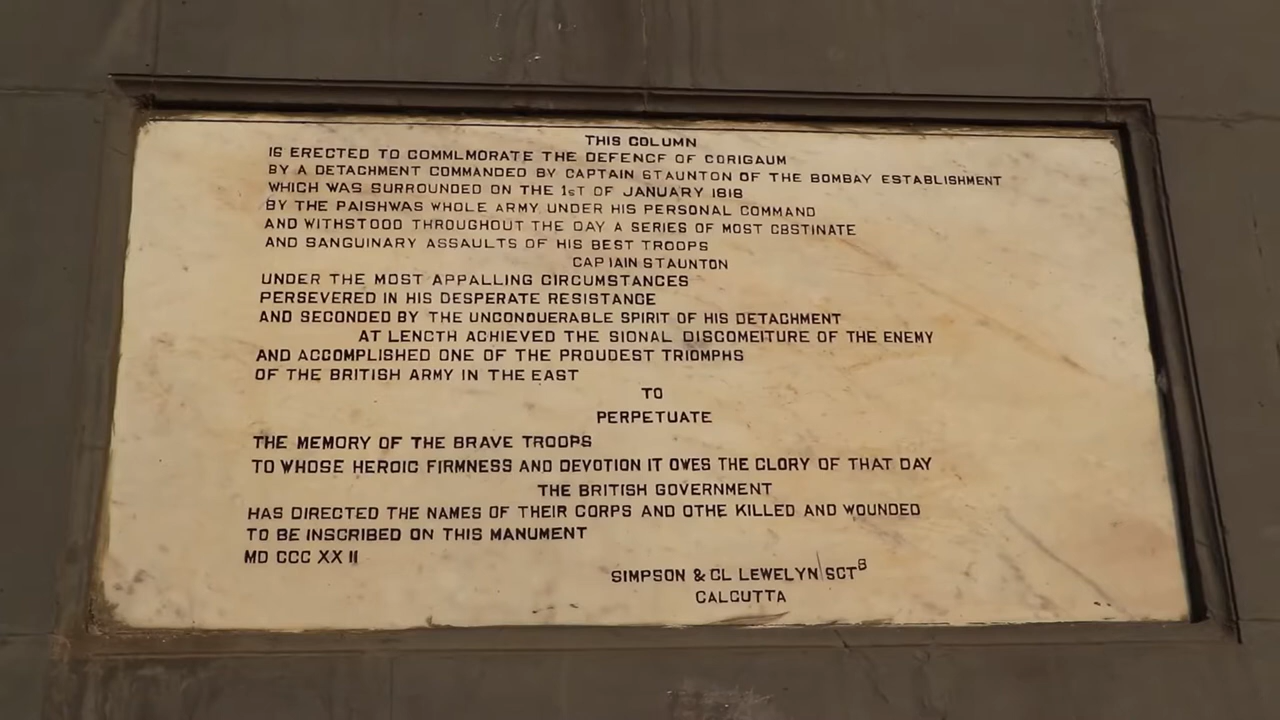 THIS COLUMN
IS ERECTED TO COMMLMORATE THE DEFENCF OF CORIGAUM
BY A DETACHMENT COMMANDED BY CAPTAIN STAUNTON OF THE BOMBAY ESTABLISHMENT
WHICH WAS SURROUNDED ON THE 1ST OF JANUARY 1818
BY THE PAISHWAS WHOLE ARMY UNDER HIS PERSONAL COMMAND
AND WITHSTOOD THROUGHOUT THE DAY A SERIES OF MOST CBSTINATE
AND SANGUINARY ASSAULTS OF HIS BEST TROOPS
CAPIAIN STAUNTON
UNDER THE MOST APPALLING CIRCUMSTANCES
PERSEVERED IN HIS DESPERATE RESISTANCE
AND SECONDED BY THE UNCONOUERABLE SPIRIT OF HIS DETACHMENT
AT LENCTH ACHIEVED THE SIONAL DISCOMEITURE OF THE ENEMY
AND ACCOMPLISHED ONE OF THE PROUDEST TRIOMPHS
OF THE BRITISH ARMY IN THE EAST
TO
PERPETUATE
THE MEMORY OF THE BRAVE TROOPS
TO WHOSE HEROIC FIRMNESS AND DEVOTION IT OWES THE CLORY OF THAT DAY
THE BRITISH GOVERNMENT
HAS DIRECTED THE NAMES OF THEIR CORPS AND OTHE KILLED AND WOUNDED
TO BE INSCRIBED ON THIS MANUMENT
MD CCC XX II
SIMPSON & CL LEWELYN SCTB
CALCUTTA